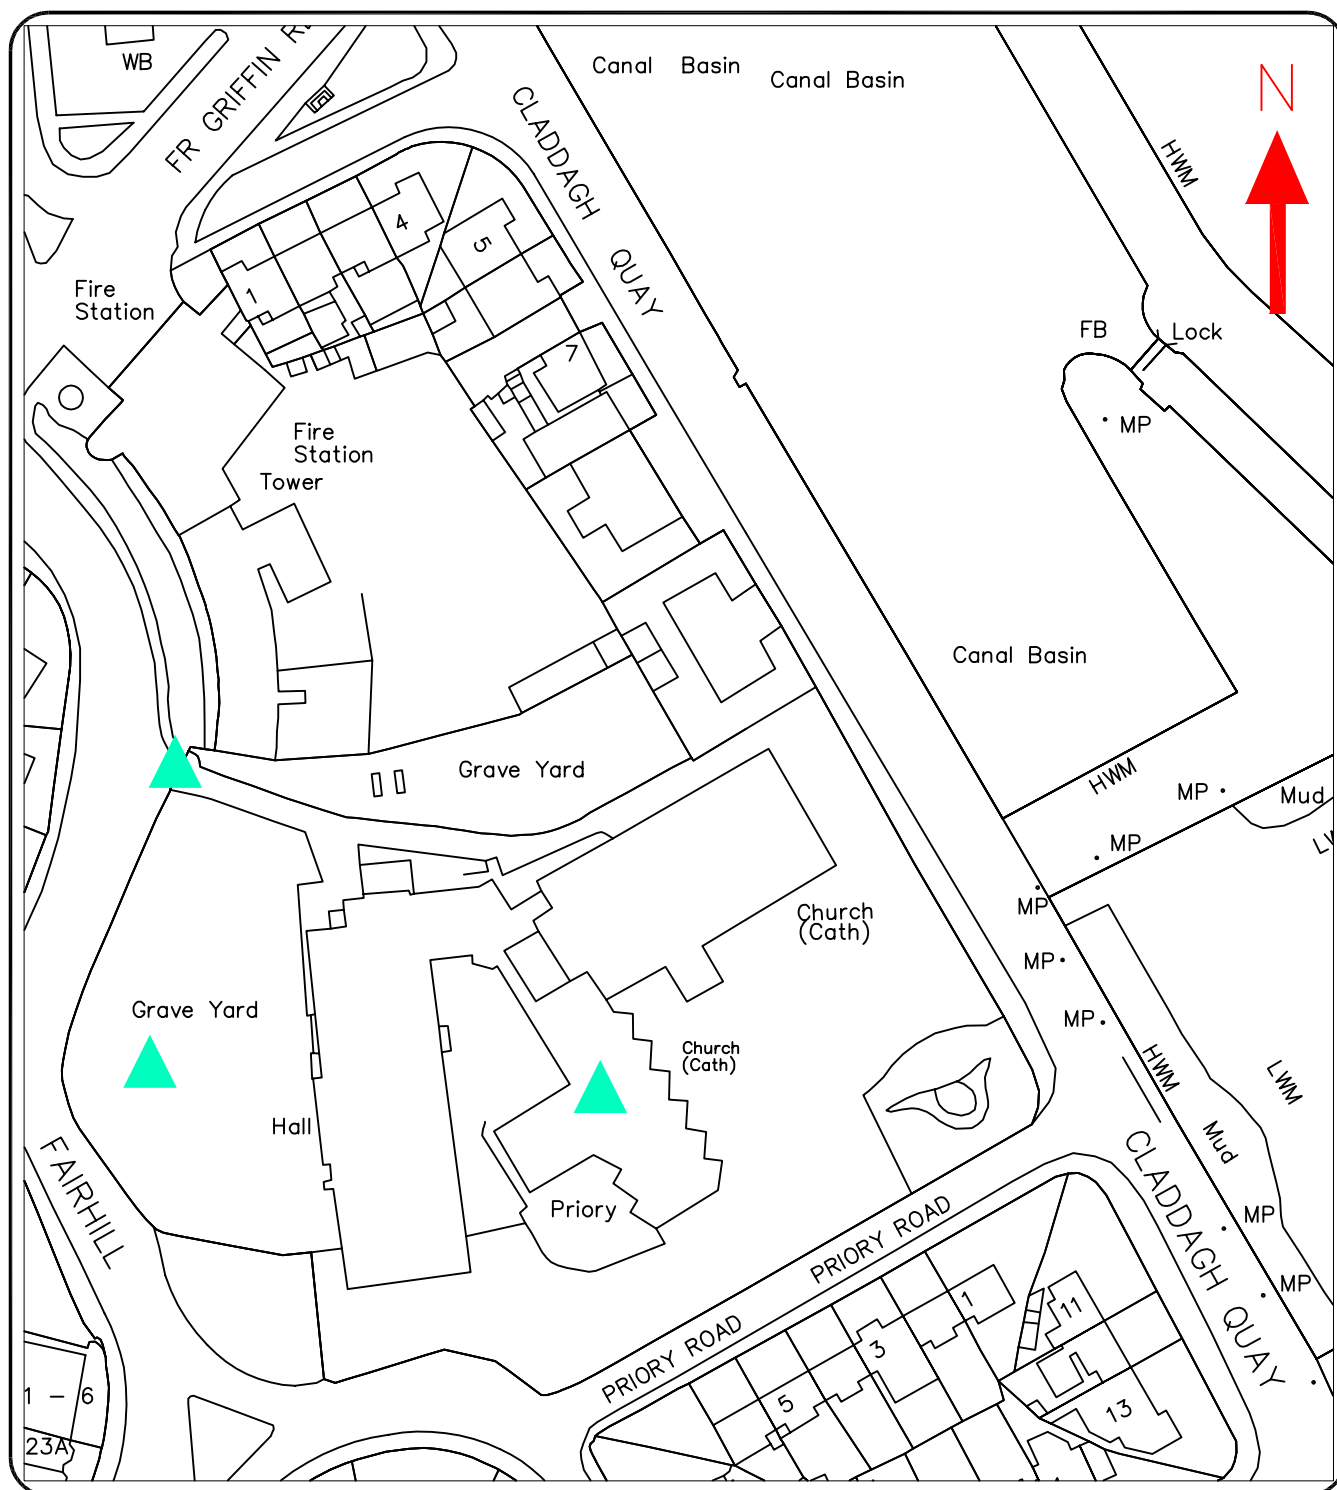 WB
FR GRIFFIN
Canal Basin
Canal Basin
N
CLADDAGH
QUAY
HWM
4
5
1
Fire
Station
FB
Lock
7
MP
Fire
Station
Tower
Canal Basin
Grave Yard
HWM
MP
Mud
MP
MP
Church
(Cath)
MP
Grave Yard
MP
Church
(Cath)
HWM
LWM
Hall
Mud
FAIRHILL
CLADDAGH QUAY
Priory
MP
PRIORY ROAD
MP
1
11
PRIORY ROAD
3
1 - 6
5
13
23A